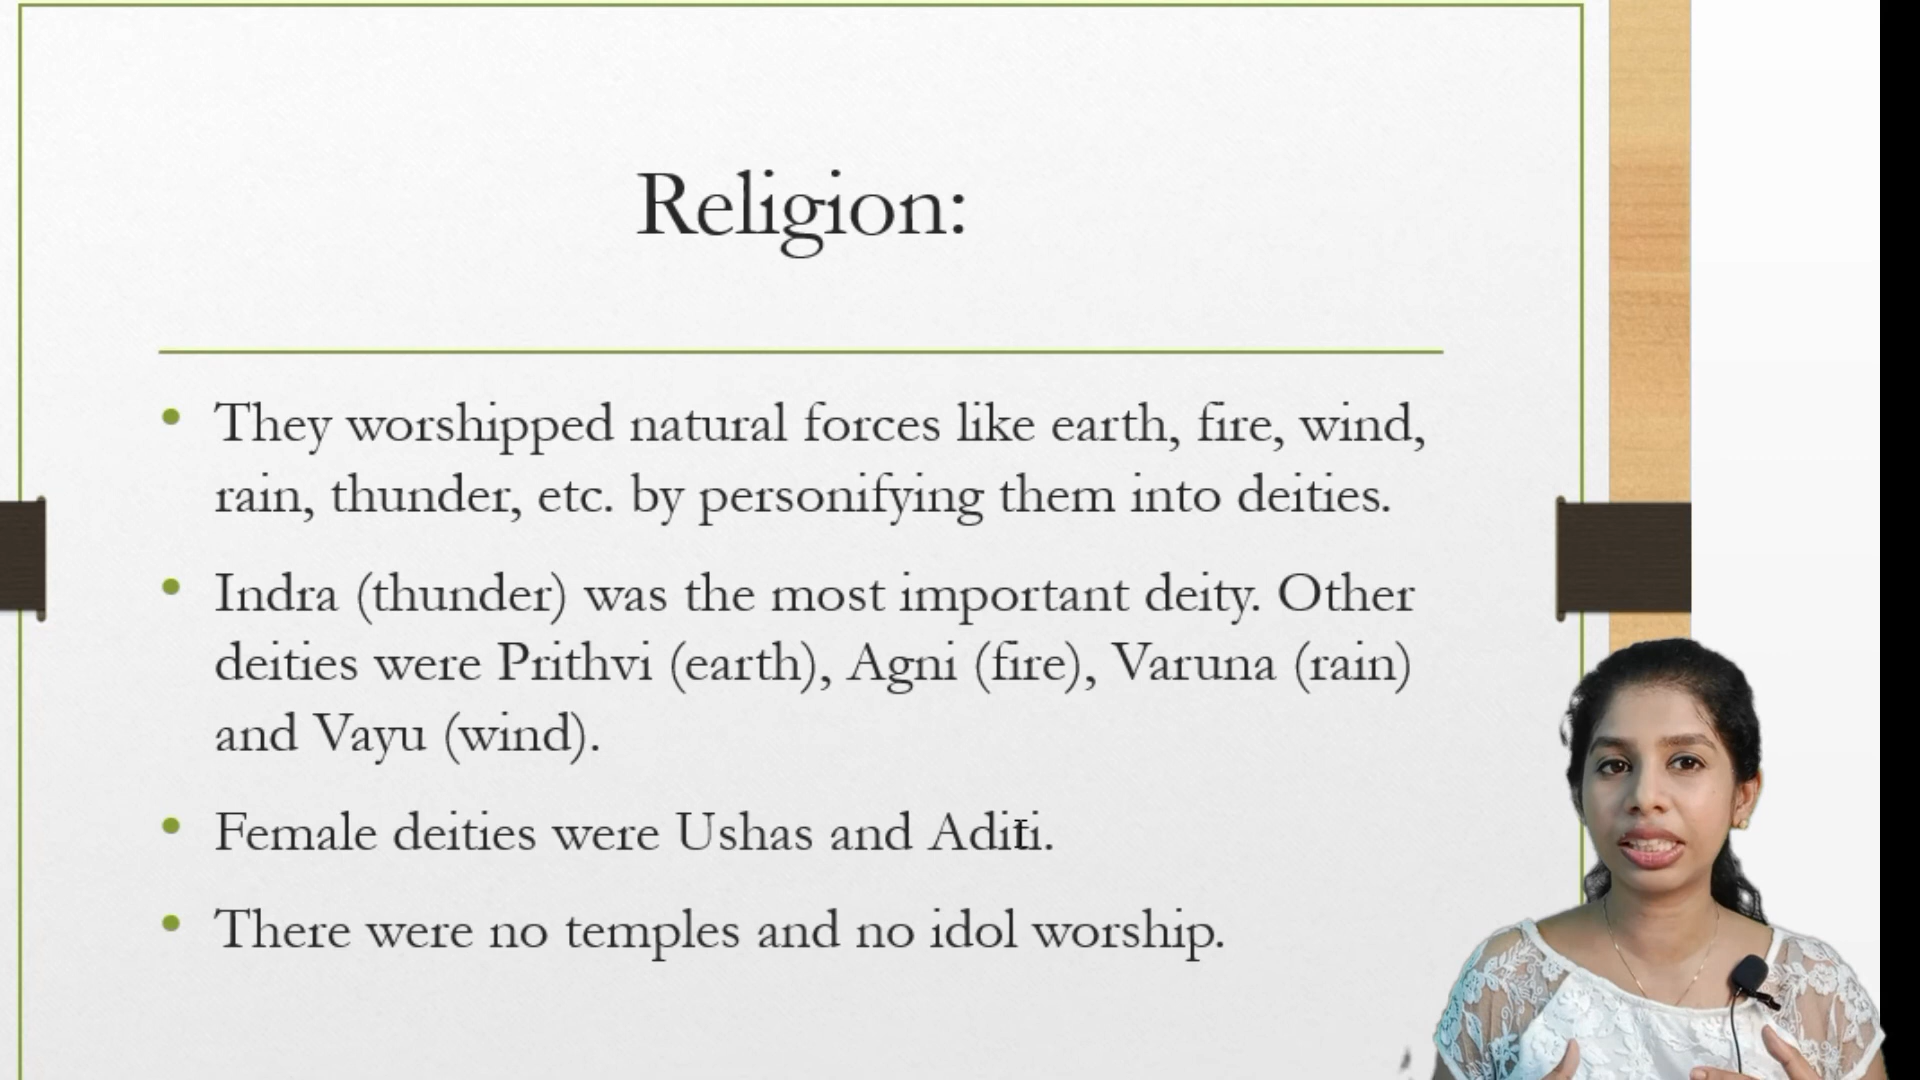 Religion:
They worshipped natural forces like earth, fire, wind,
rain, thunder, etc. by personifying them into deities.
Indra (thunder) was the most important deity. Other
deities were Prithvi (earth), Agni (fire), Varuna (rain)
and Vayu (wind).
Female deities were Ushas and Aditi.
There were no temples and no idol worship.